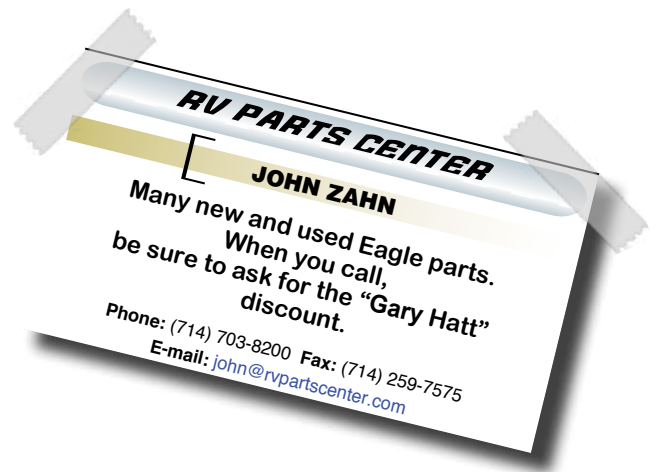 RV PARTS CENTER
JOHN ZAHN
Many new and used Eagle parts.
When you call,
be sure to ask for the “Gary Hatt”
discount.
Phone: (714) 703-8200 Fax: (714) 259-7575
E-mail: john@rvpartscenter.com